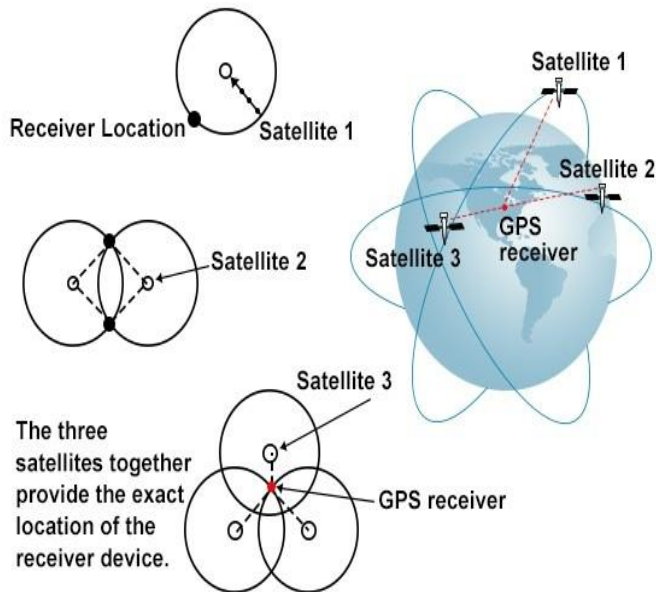 Satellite 1
Receiver Location
Satellite 1
Satellite 2
GPS
receiver
Satellite 3
Satellite 2
Satellite 3
The three
satellites together
provide the exact
location of the
receiver device.
GPS receiver